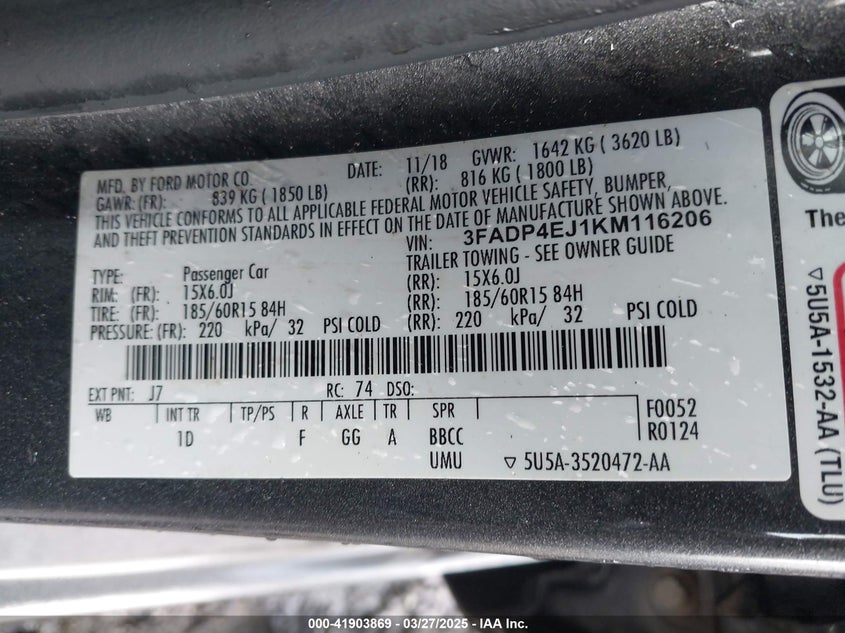 MFD. BY FORD MOTOR CO. DATE: 11/18 GVWR: 1642 KG ( 3620 LB)
GAWR: (FR): 839 KG ( 1850 LB) (RR): 816 KG ( 1800 LB)
THIS VEHICLE CONFORMS TO ALL APPLICABLE FEDERAL MOTOR VEHICLE SAFETY, BUMPER,
AND THEFT PREVENTION STANDARDS IN EFFECT ON THE DATE OF MANUFACTURE SHOWN ABOVE.
VIN: 3FADP4EJ1KM116206
TRAILER TOWING - SEE OWNER GUIDE
TYPE: Passenger Car
RIM: (FR): 15X6.0J (RR): 15X6.0J
TIRE: (FR): 185/60R15 84H (RR): 185/60R15 84H
PRESSURE: (FR): 220 kPa/ 32 PSI COLD (RR): 220 kPa/ 32 PSI COLD
EXT PNT: J7 RC: 74 DSO:
WB INT TR TP/PS R AXLE TR SPR F0052
1D F GG A BBCC R0124
UMU ▽ 5U5A-3520472-AA
The
▽5U5A-1532-AA (TLU)
000-41903869 - 03/27/2025 - IAAI.com